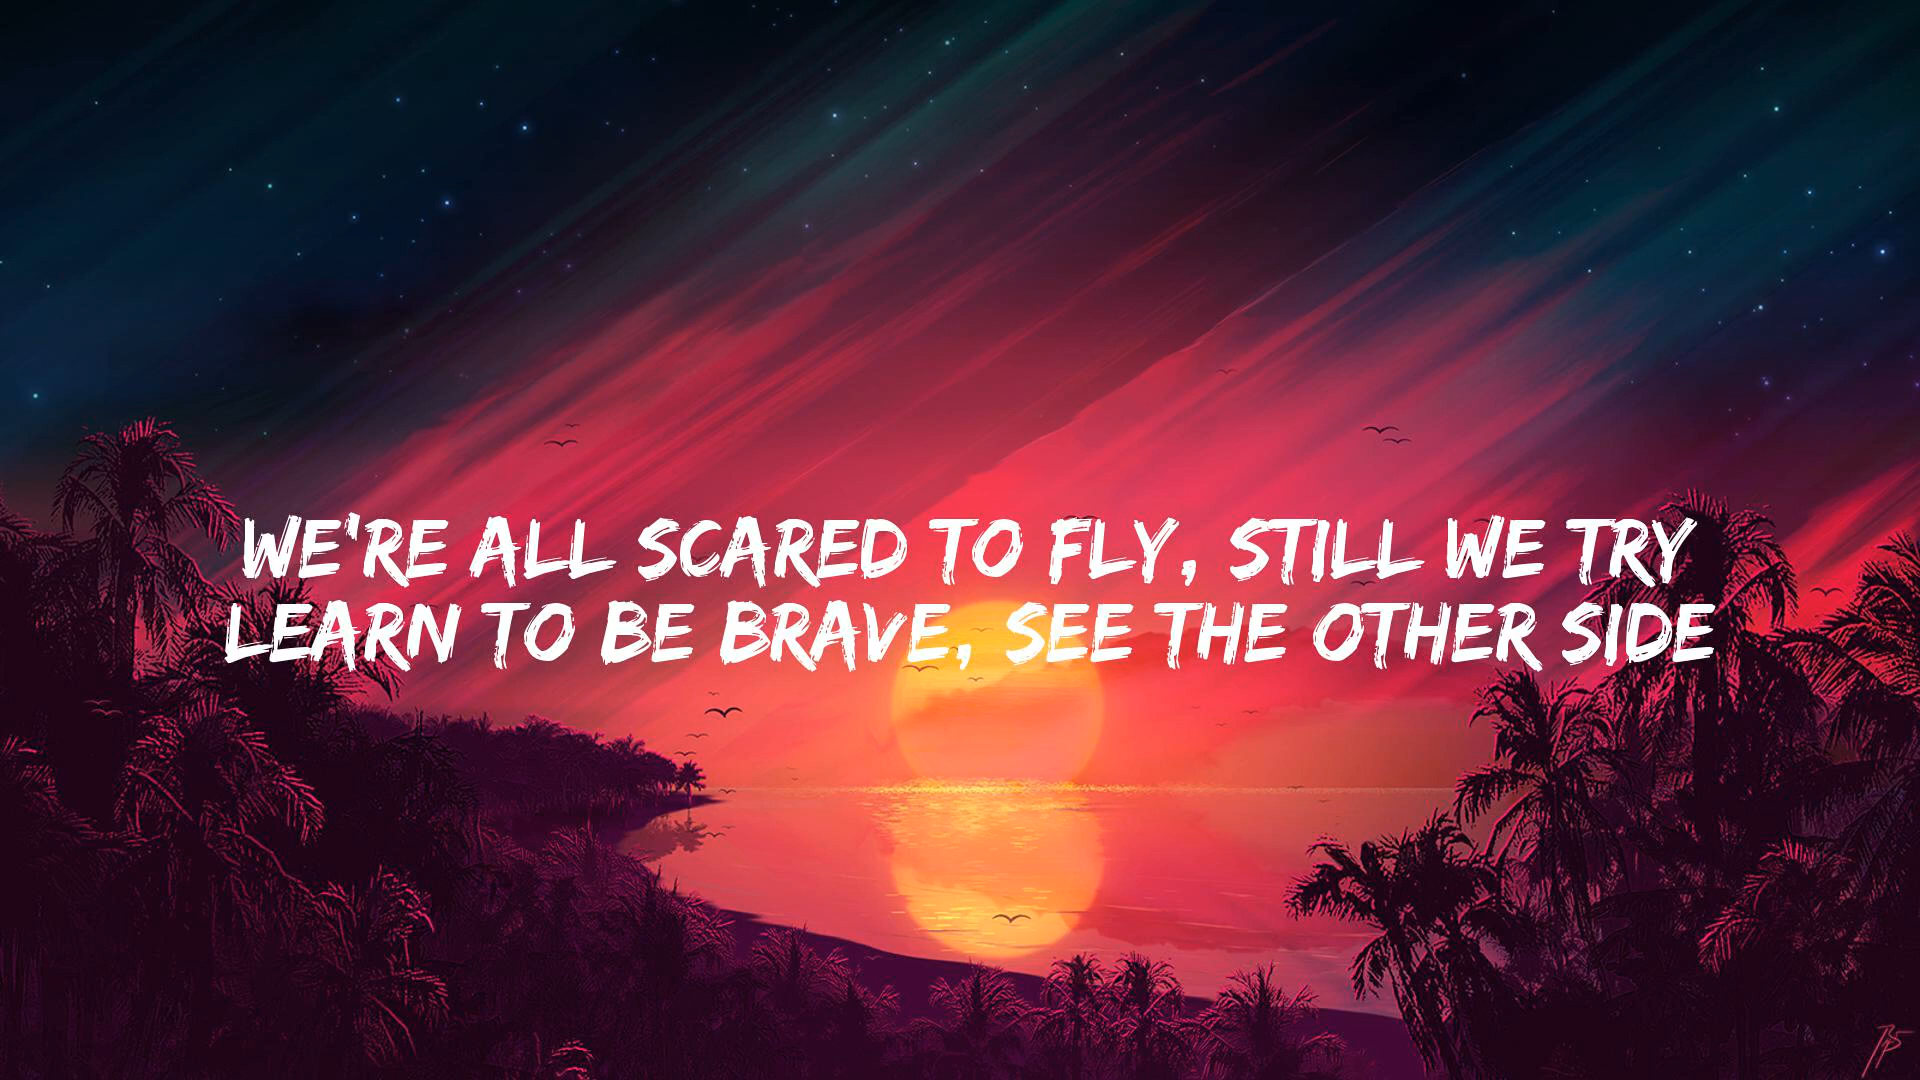 WE'RE ALL SCARED TO FLY, STILL WE TRY
LEARN TO BE BRAVE, SEE THE OTHER SIDE